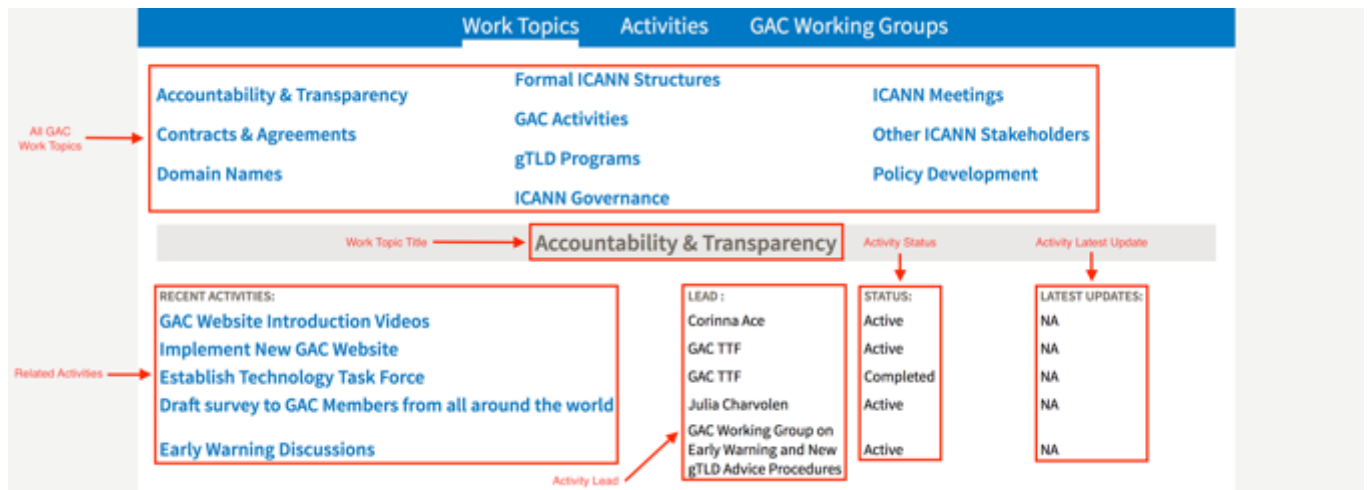 Work Topics Activities GAC Working Groups
Formal ICANN Structures
Accountability & Transparency ICANN Meetings
GAC Activities
All GAC
Work Topics
Contracts & Agreements Other ICANN Stakeholders
gTLD Programs
Domain Names Policy Development
ICANN Governance
Work Topic Title Accountability & Transparency Activity Status Activity Latest Update
RECENT ACTIVITIES: LEAD : STATUS: LATEST UPDATES:
GAC Website Introduction Videos Corinna Ace Active NA
Implement New GAC Website GAC TTF Active NA
Related Activities Establish Technology Task Force GAC TTF Completed NA
Draft survey to GAC Members from all around the world Julia Charvolen Active NA
GAC Working Group on
Early Warning Discussions Early Warning and New Active NA
gTLD Advice Procedures
Activity Lead